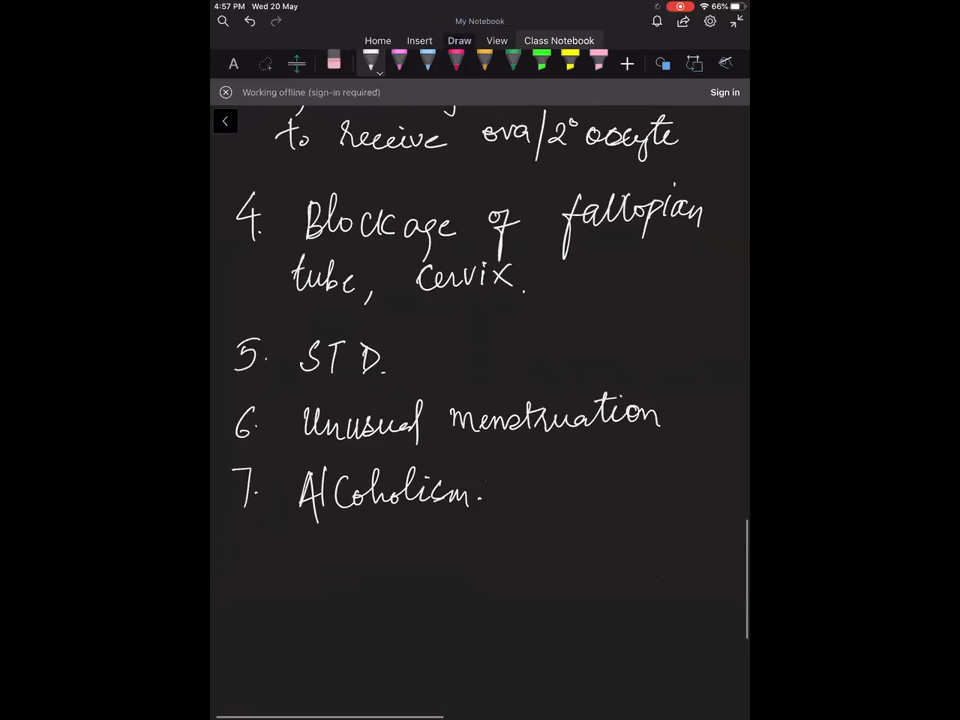 4:57 PM Wed 20 May
66%
My Notebook
Home Insert Draw View Class Notebook
A
Working offline (sign-in required) Sign in
to receive ova/2° oocyte
4. Blockage of fallopian
tube, cervix.
5. STD.
6. Unusual menstruation
7. Alcoholism.